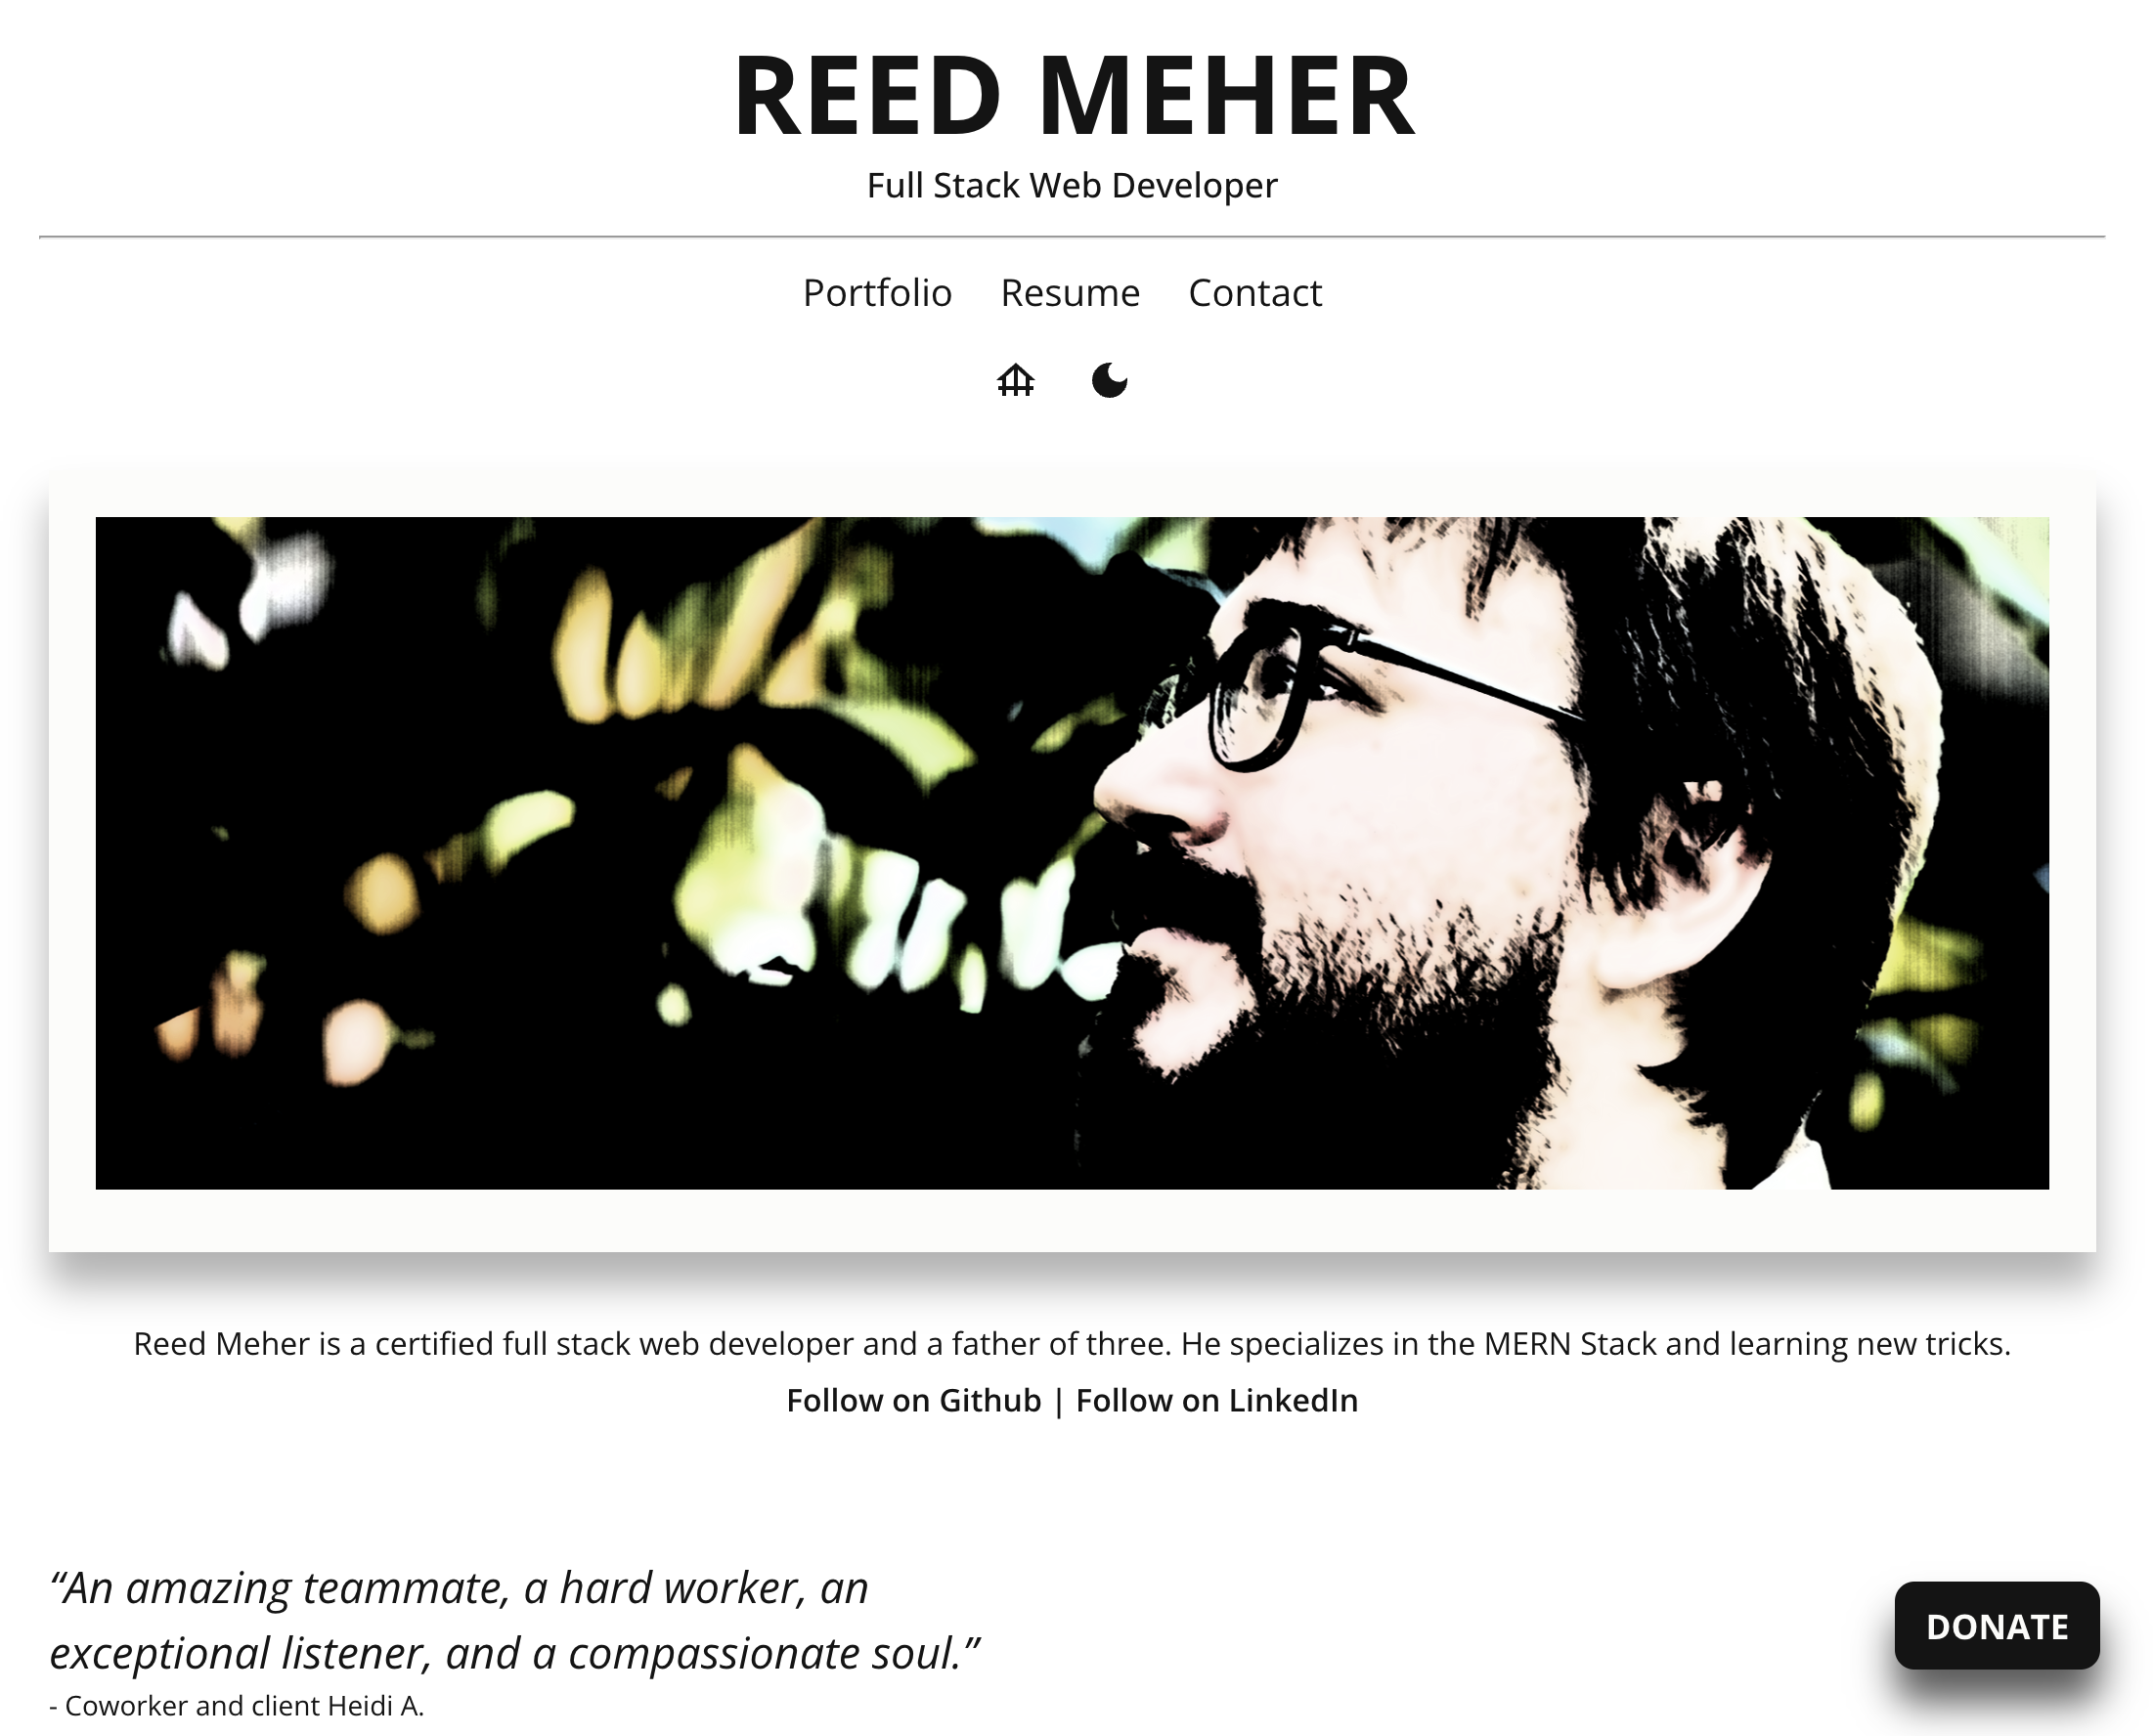 REED MEHER
Full Stack Web Developer
Portfolio Resume Contact
Reed Meher is a certified full stack web developer and a father of three. He specializes in the MERN Stack and learning new tricks.
Follow on Github | Follow on LinkedIn
“An amazing teammate, a hard worker, an
exceptional listener, and a compassionate soul.”
- Coworker and client Heidi A.
DONATE